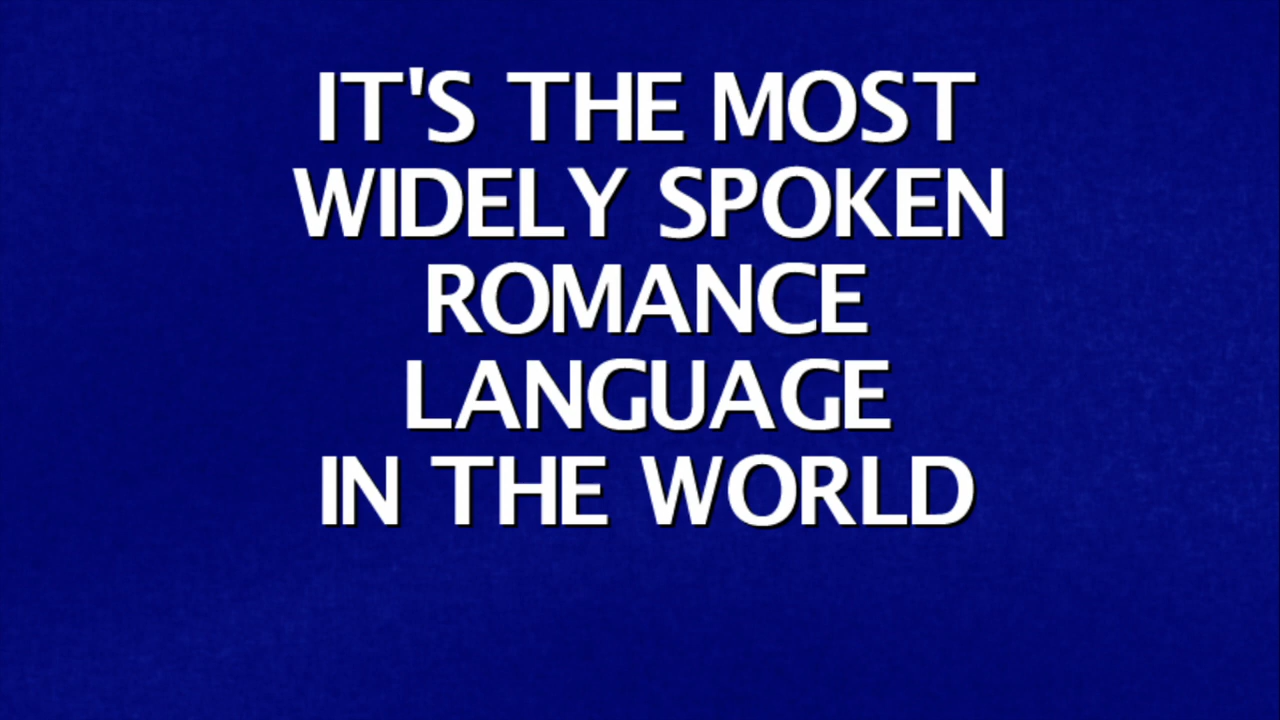 IT'S THE MOST
WIDELY SPOKEN
ROMANCE
LANGUAGE
IN THE WORLD